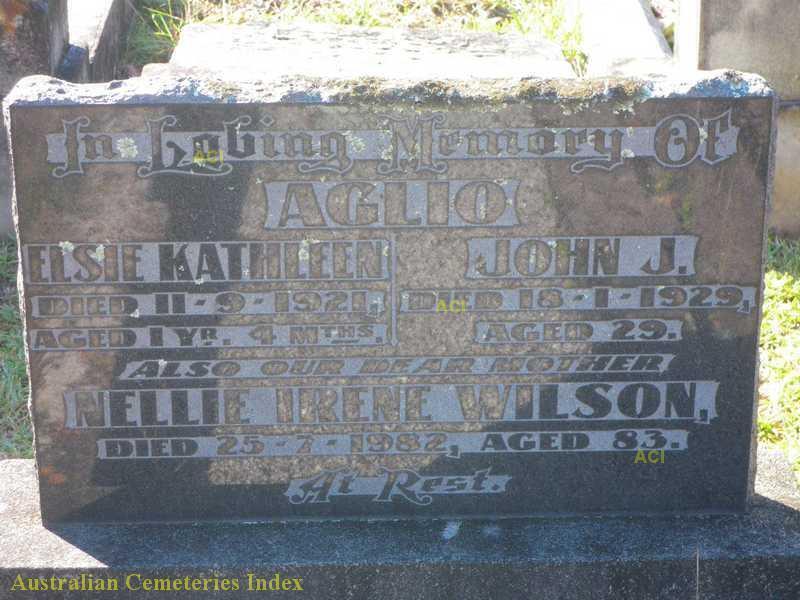 In Loving Memory Of
AGLIO
ELSIE KATHLEEN
DIED 11-9-1921,
AGED 1 YR. 4 MTHS.
JOHN J.
DIED 18-1-1929,
AGED 29.
ALSO OUR DEAR MOTHER
NELLIE IRENE WILSON,
DIED 25-7-1982, AGED 83.
At Rest.
ACI
ACI
ACI
Australian Cemeteries Index